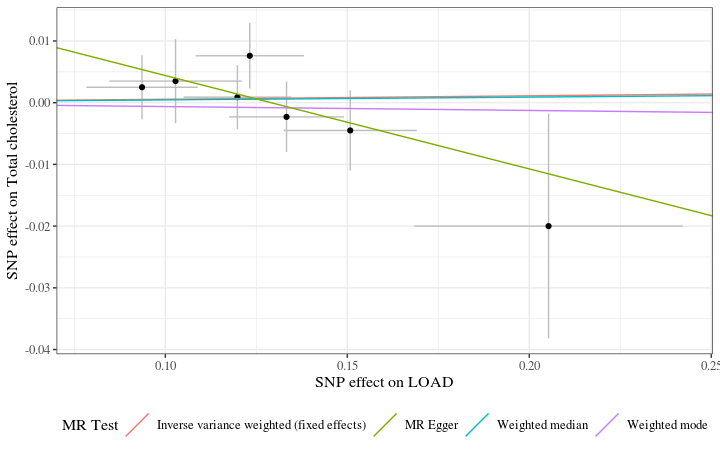 0.01
0.00
-0.01
-0.02
-0.03
-0.04
SNP effect on Total cholesterol
0.10 0.15 0.20 0.25
SNP effect on LOAD
MR Test Inverse variance weighted (fixed effects) MR Egger Weighted median Weighted mode